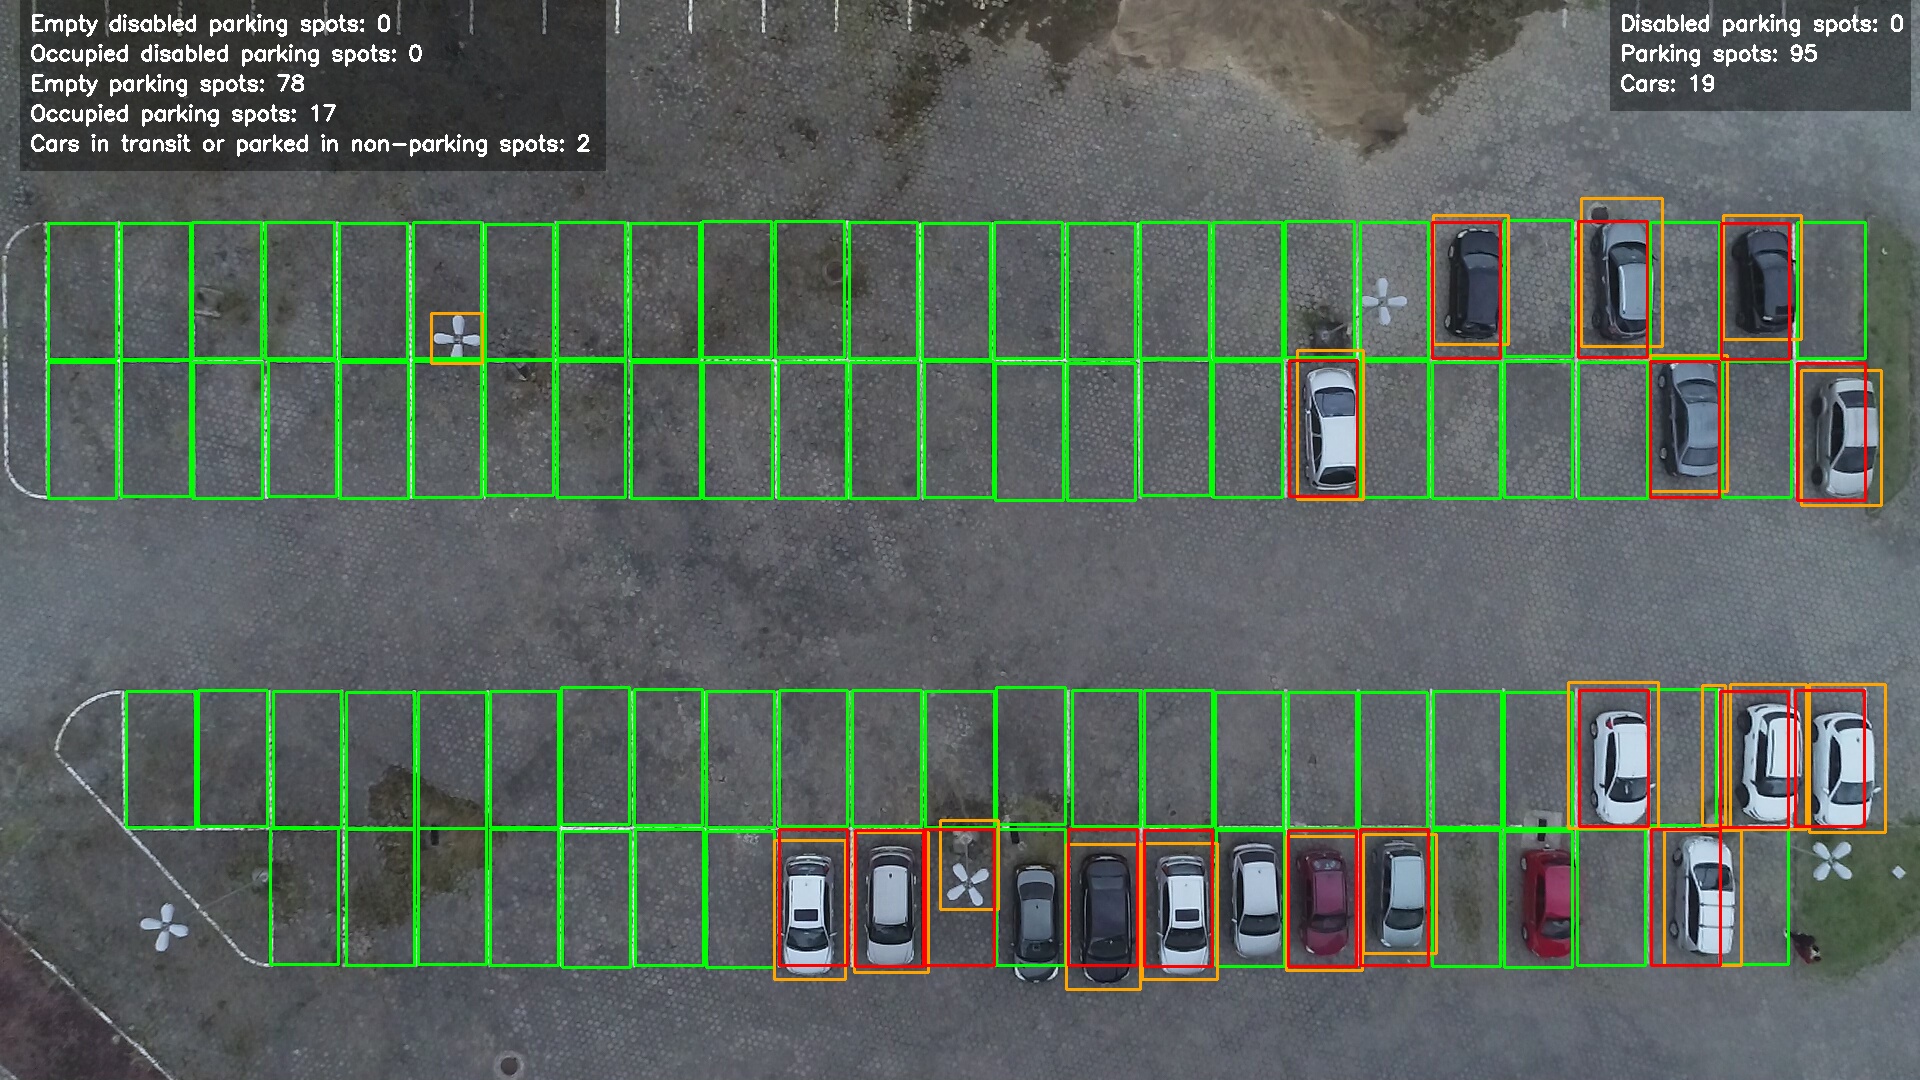 Empty disabled parking spots: 0
Occupied disabled parking spots: 0
Empty parking spots: 78
Occupied parking spots: 17
Cars in transit or parked in non-parking spots: 2
Disabled parking spots: 0
Parking spots: 95
Cars: 19